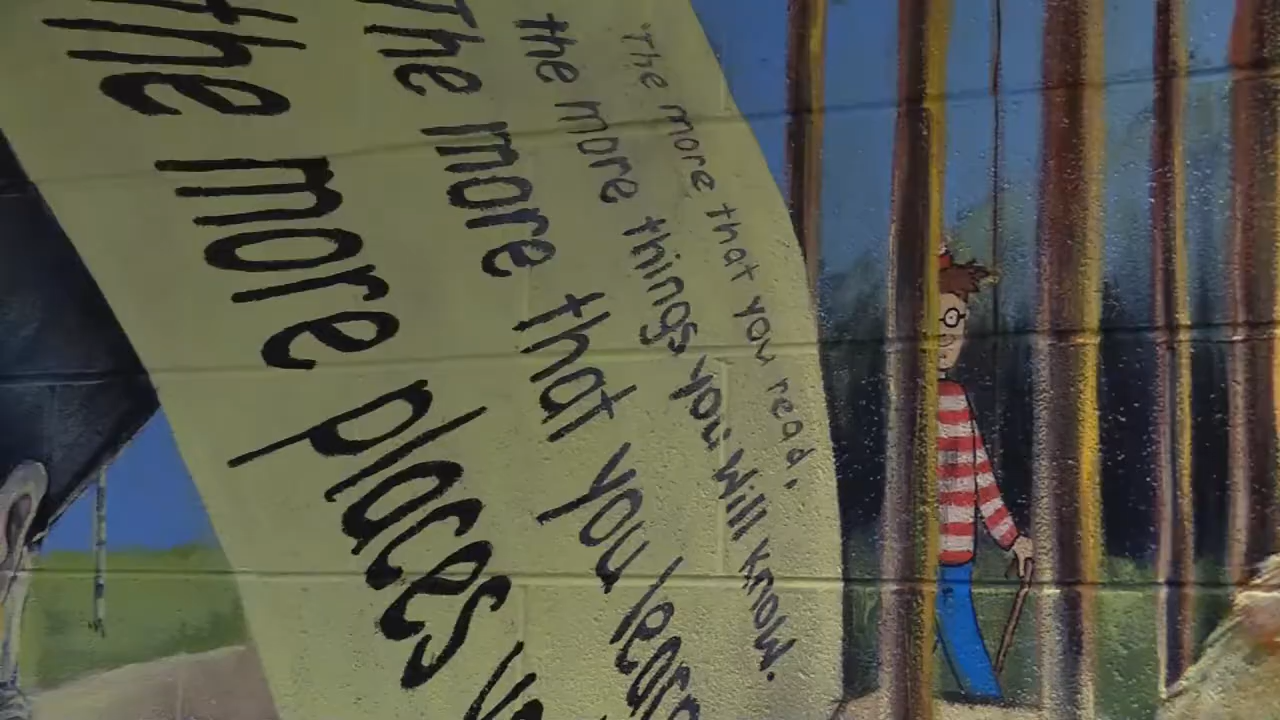 "The more that you read,
the more things you will know.
The more that you learn
the more places